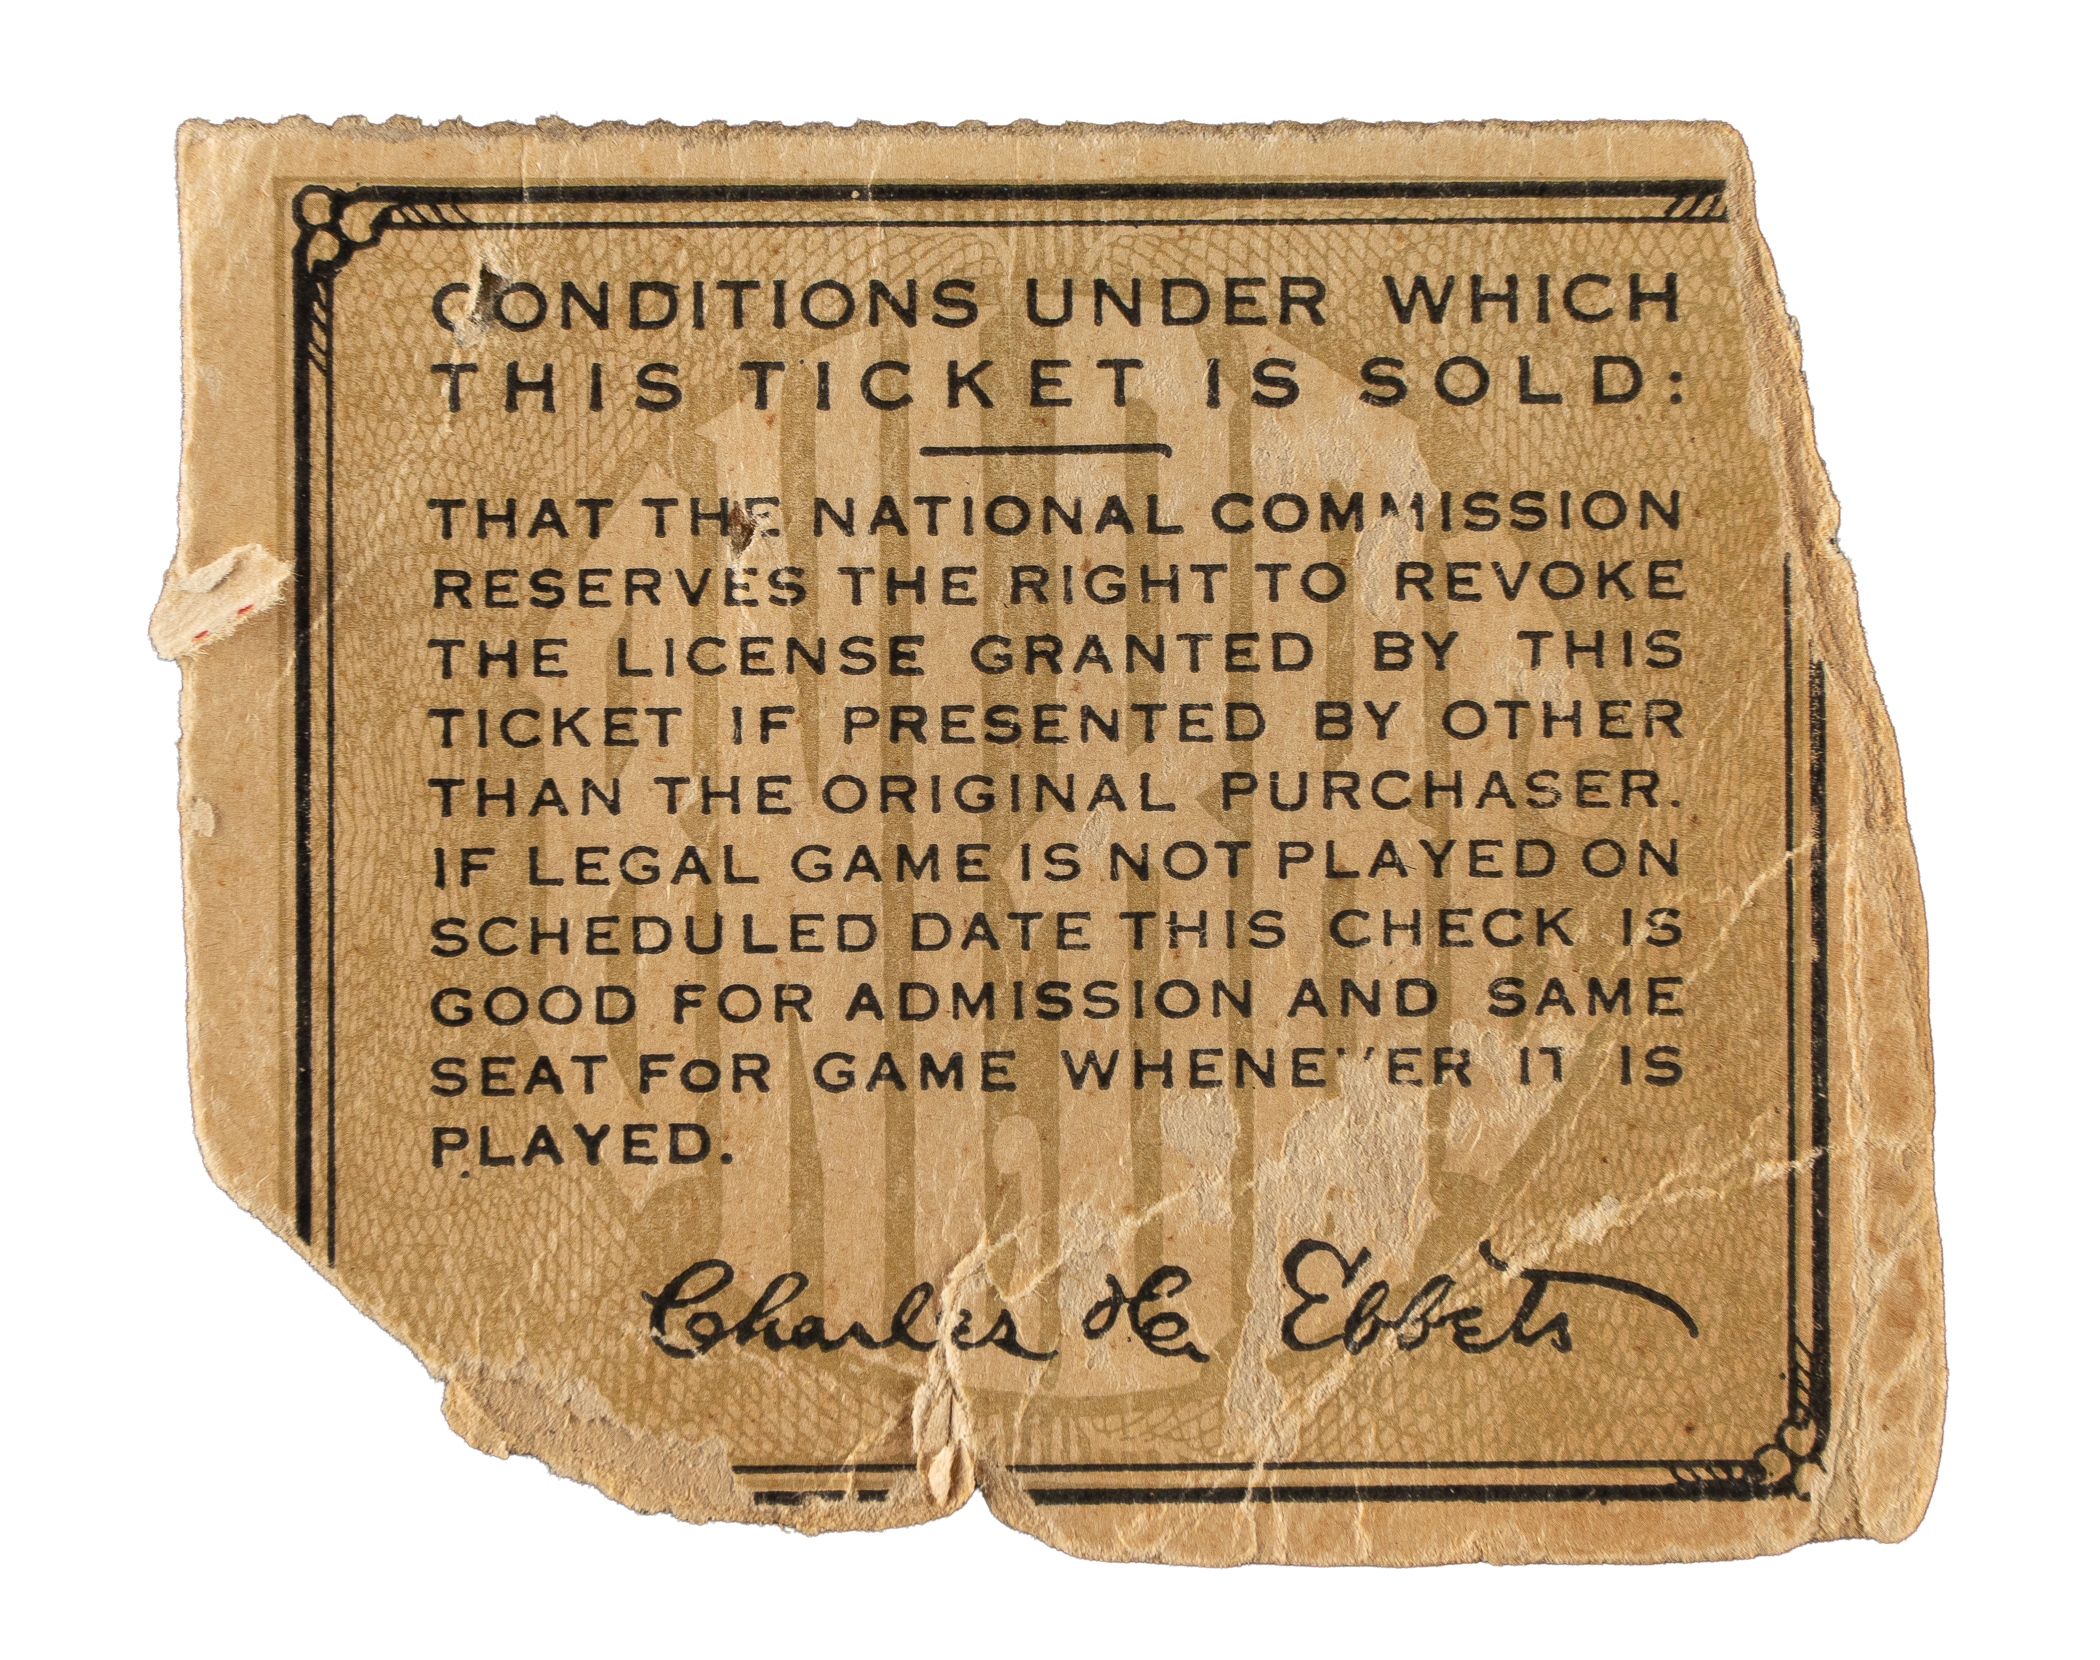 CONDITIONS UNDER WHICH
THIS TICKET IS SOLD:
THAT THE NATIONAL COMMISSION
RESERVES THE RIGHT TO REVOKE
THE LICENSE GRANTED BY THIS
TICKET IF PRESENTED BY OTHER
THAN THE ORIGINAL PURCHASER.
IF LEGAL GAME IS NOT PLAYED ON
SCHEDULED DATE THIS CHECK IS
GOOD FOR ADMISSION AND SAME
SEAT FOR GAME WHENEVER IT IS
PLAYED.
Charles H. Ebbets